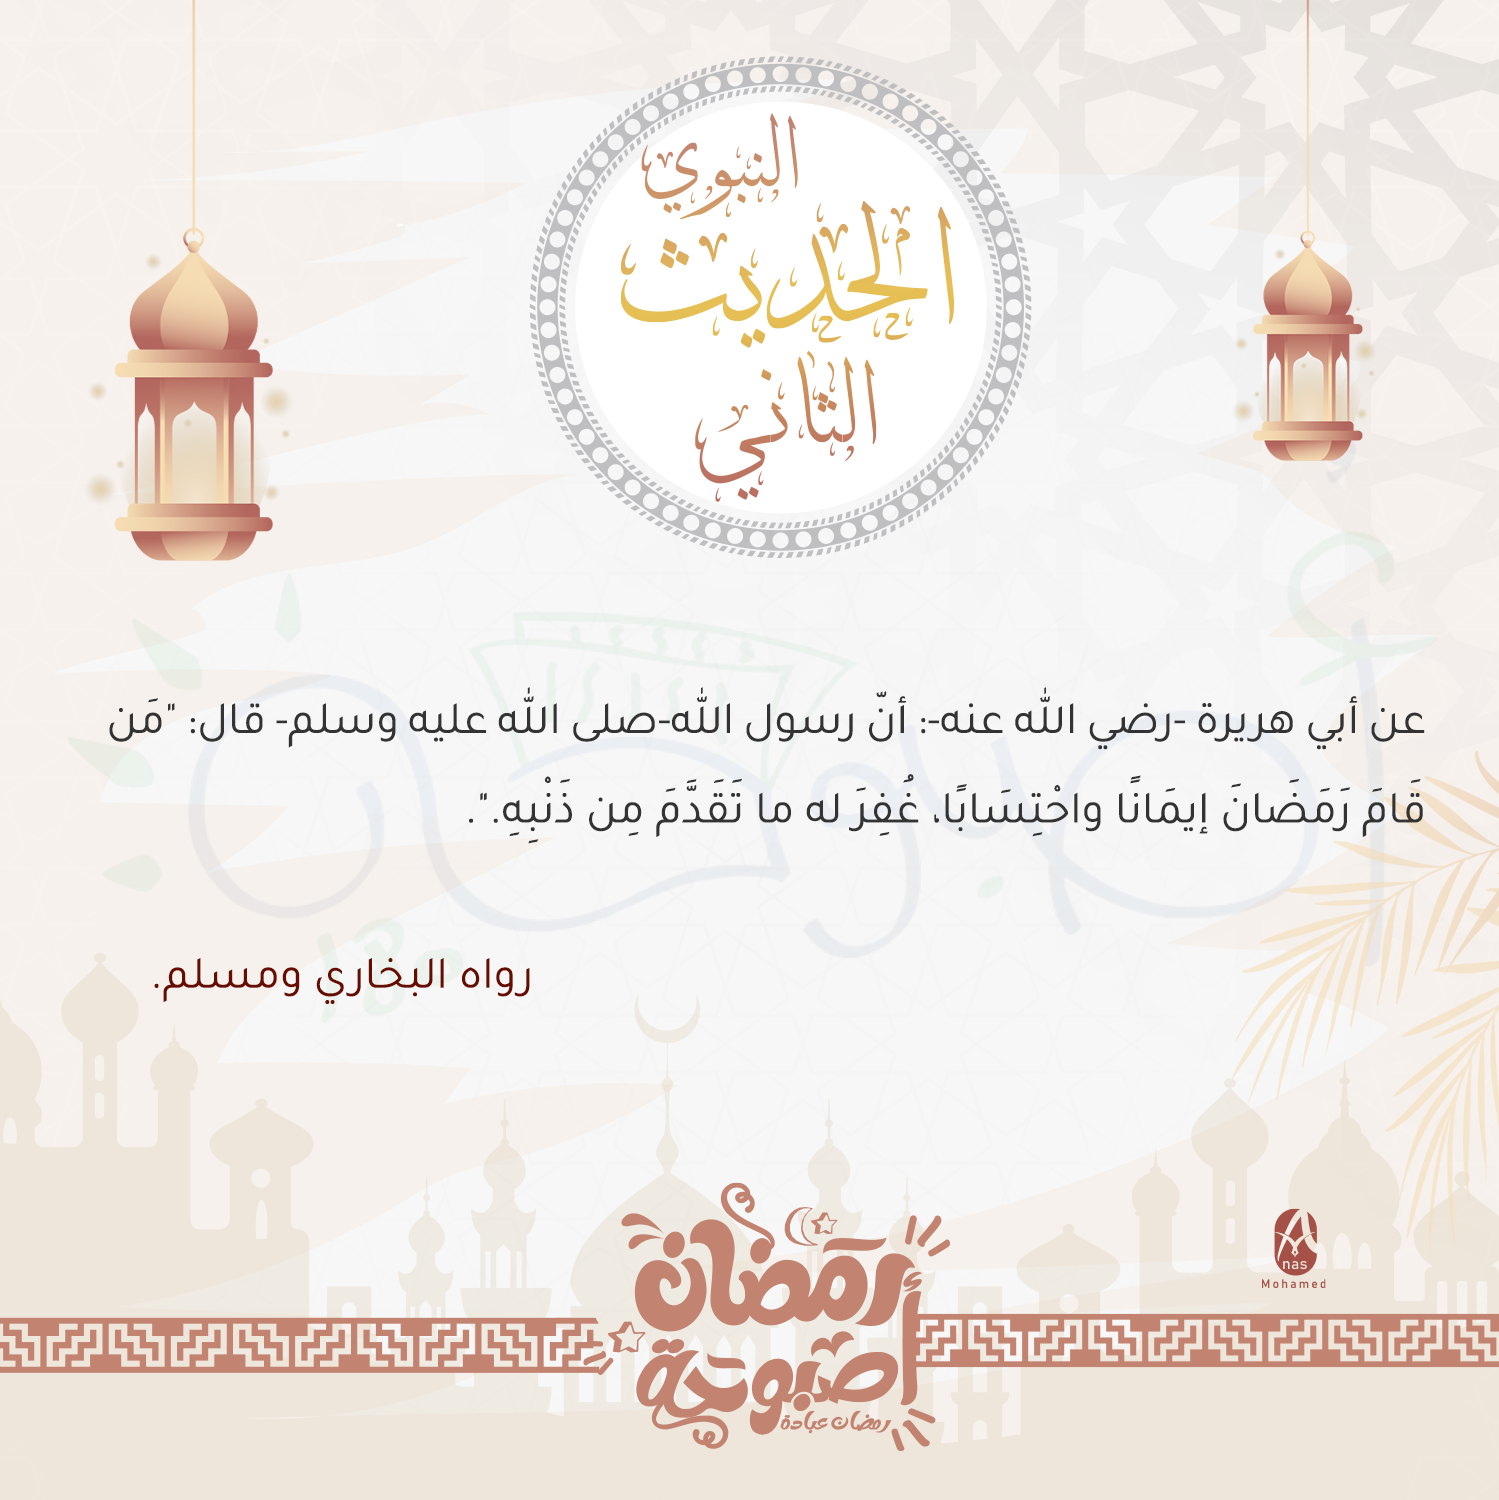 النبوي
الحديث
الثاني
عن أبي هريرة -رضي الله عنه-: أنّ رسول الله-صلى الله عليه وسلم- قال: "مَن
قَامَ رَمَضَانَ إيمَانًا واحْتِسَابًا، غُفِرَ له ما تَقَدَّمَ مِن ذَنْبِهِ.".
رواه البخاري ومسلم.
رمضان
أصبوحة
رمضان عبادة
Anas
Mohamed